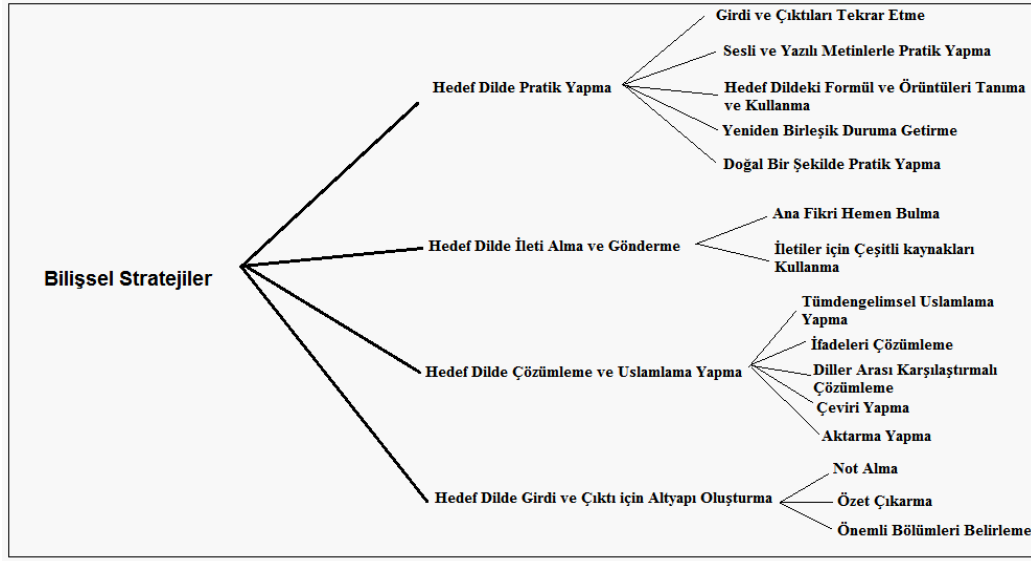 Bilişsel Stratejiler
Hedef Dilde Pratik Yapma
Girdi ve Çıktıları Tekrar Etme
Sesli ve Yazılı Metinlerle Pratik Yapma
Hedef Dildeki Formül ve Örüntüleri Tanıma
ve Kullanma
Yeniden Birleşik Duruma Getirme
Doğal Bir Şekilde Pratik Yapma
Hedef Dilde İleti Alma ve Gönderme
Ana Fikri Hemen Bulma
İletiler için Çeşitli kaynakları
Kullanma
Hedef Dilde Çözümleme ve Uslamlama Yapma
Tümdengelimsel Uslamlama
Yapma
İfadeleri Çözümleme
Diller Arası Karşılaştırmalı
Çözümleme
Çeviri Yapma
Aktarma Yapma
Hedef Dilde Girdi ve Çıktı için Altyapı Oluşturma
Not Alma
Özet Çıkarma
Önemli Bölümleri Belirleme